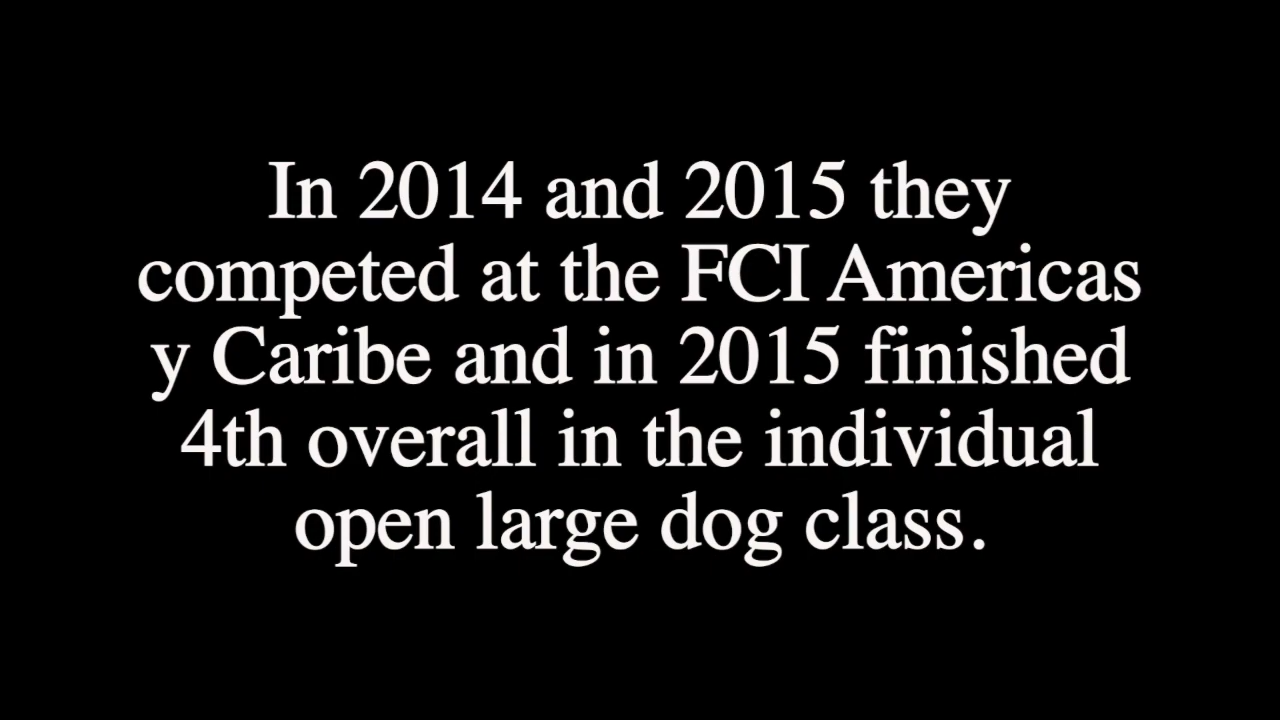 In 2014 and 2015 they
competed at the FCI Americas
y Caribe and in 2015 finished
4th overall in the individual
open large dog class.